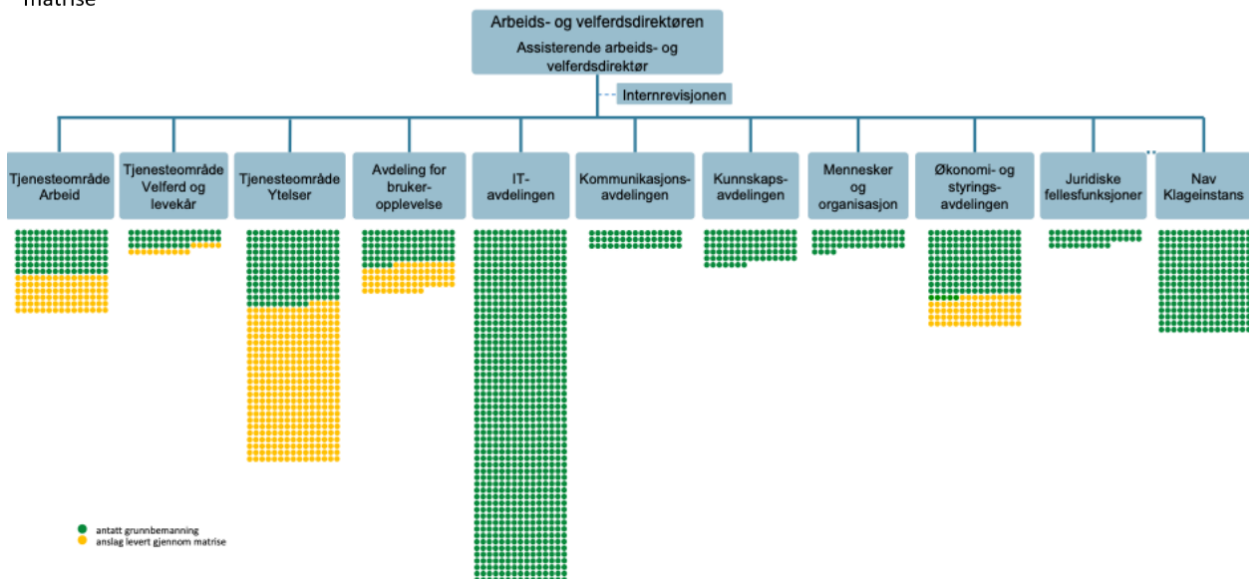 matrise
Arbeids- og velferdsdirektøren
Assisterende arbeids- og
velferdsdirektør
Internrevisjonen
Tjenesteområde
Arbeid
Tjenesteområde
Velferd og
levekår
Tjenesteområde
Ytelser
Avdeling for
bruker-
opplevelse
IT-
avdelingen
Kommunikasjons-
avdelingen
Kunnskaps-
avdelingen
Mennesker
og
organisasjon
Økonomi- og
styrings-
avdelingen
Juridiske
fellesfunksjoner
Nav
Klageinstans
antatt grunnbemanning
anslag levert gjennom matrise